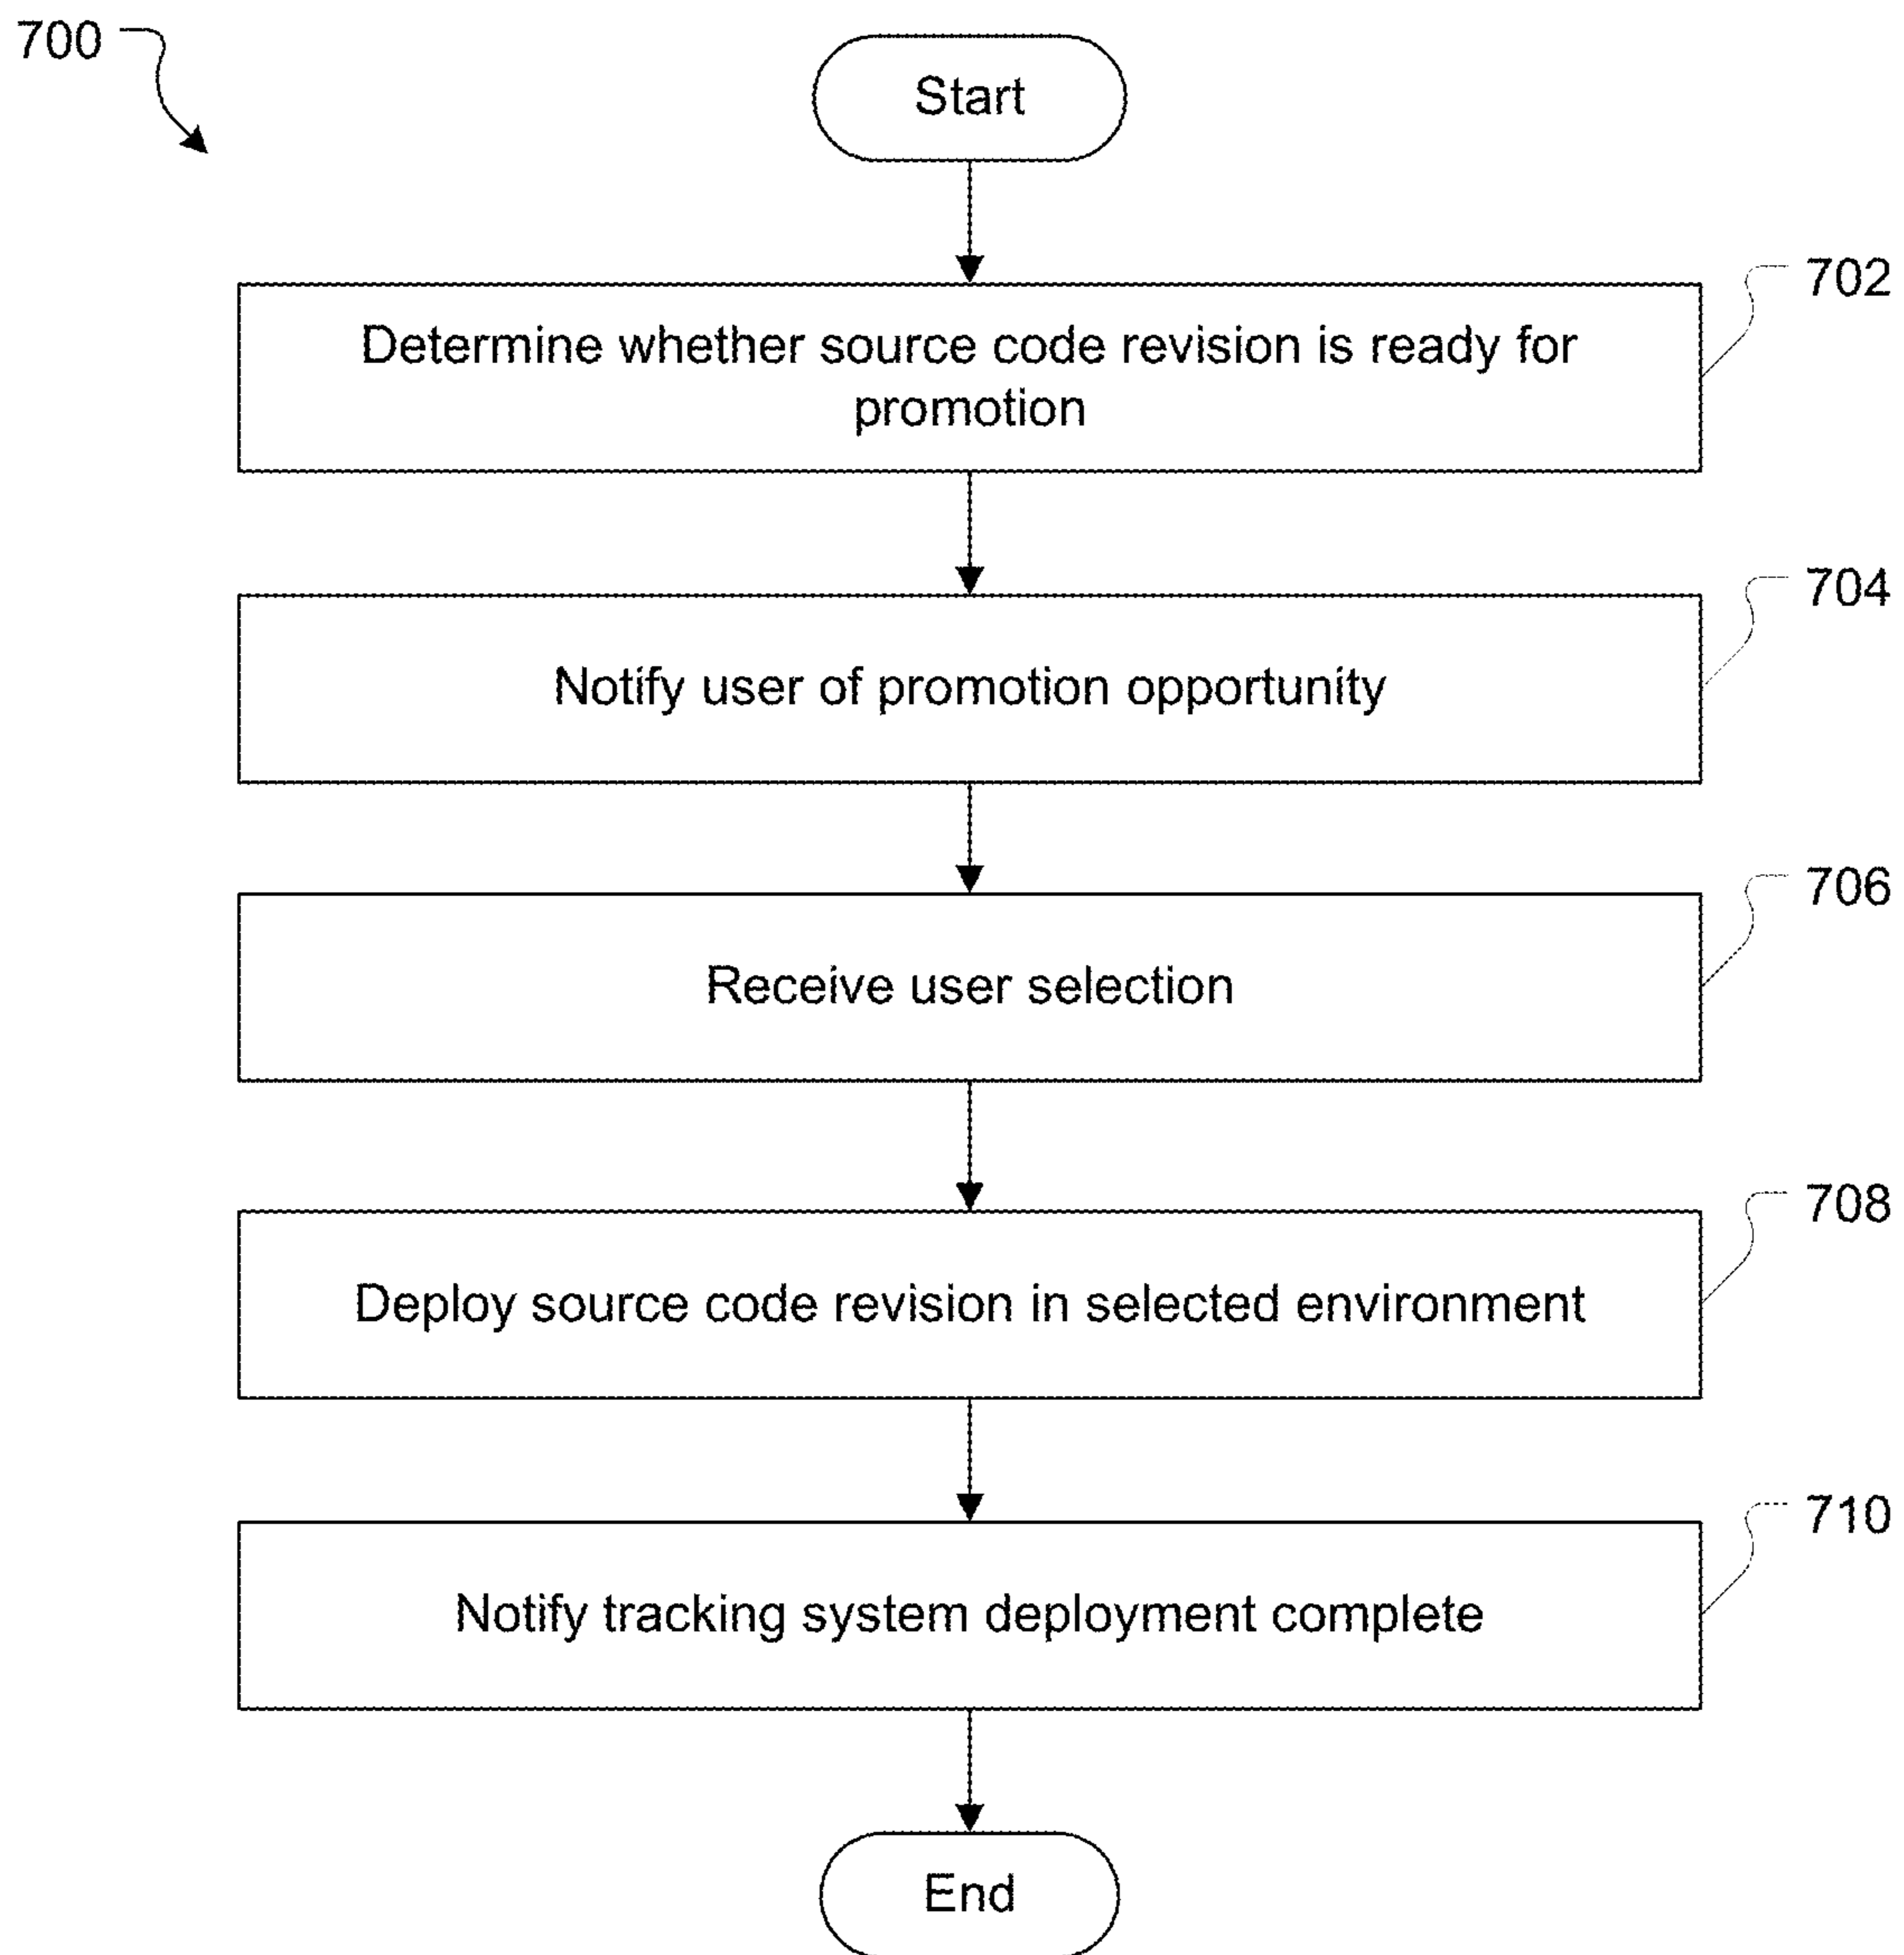 700
Start
702
Determine whether source code revision is ready for
promotion
704
Notify user of promotion opportunity
706
Receive user selection
708
Deploy source code revision in selected environment
710
Notify tracking system deployment complete
End